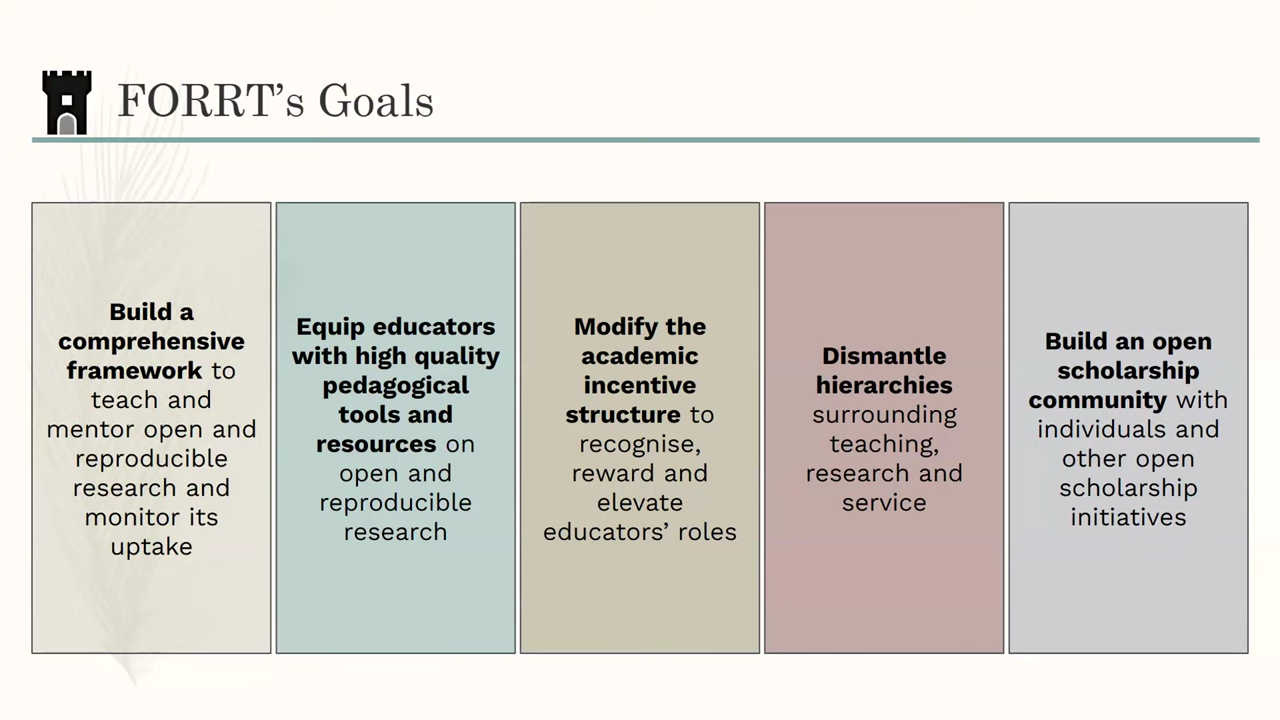 FORRT’s Goals
Build a
comprehensive
framework to
teach and
mentor open and
reproducible
research and
monitor its
uptake
Equip educators
with high quality
pedagogical
tools and
resources on
open and
reproducible
research
Modify the
academic
incentive
structure to
recognise,
reward and
elevate
educators’ roles
Dismantle
hierarchies
surrounding
teaching,
research and
service
Build an open
scholarship
community with
individuals and
other open
scholarship
initiatives